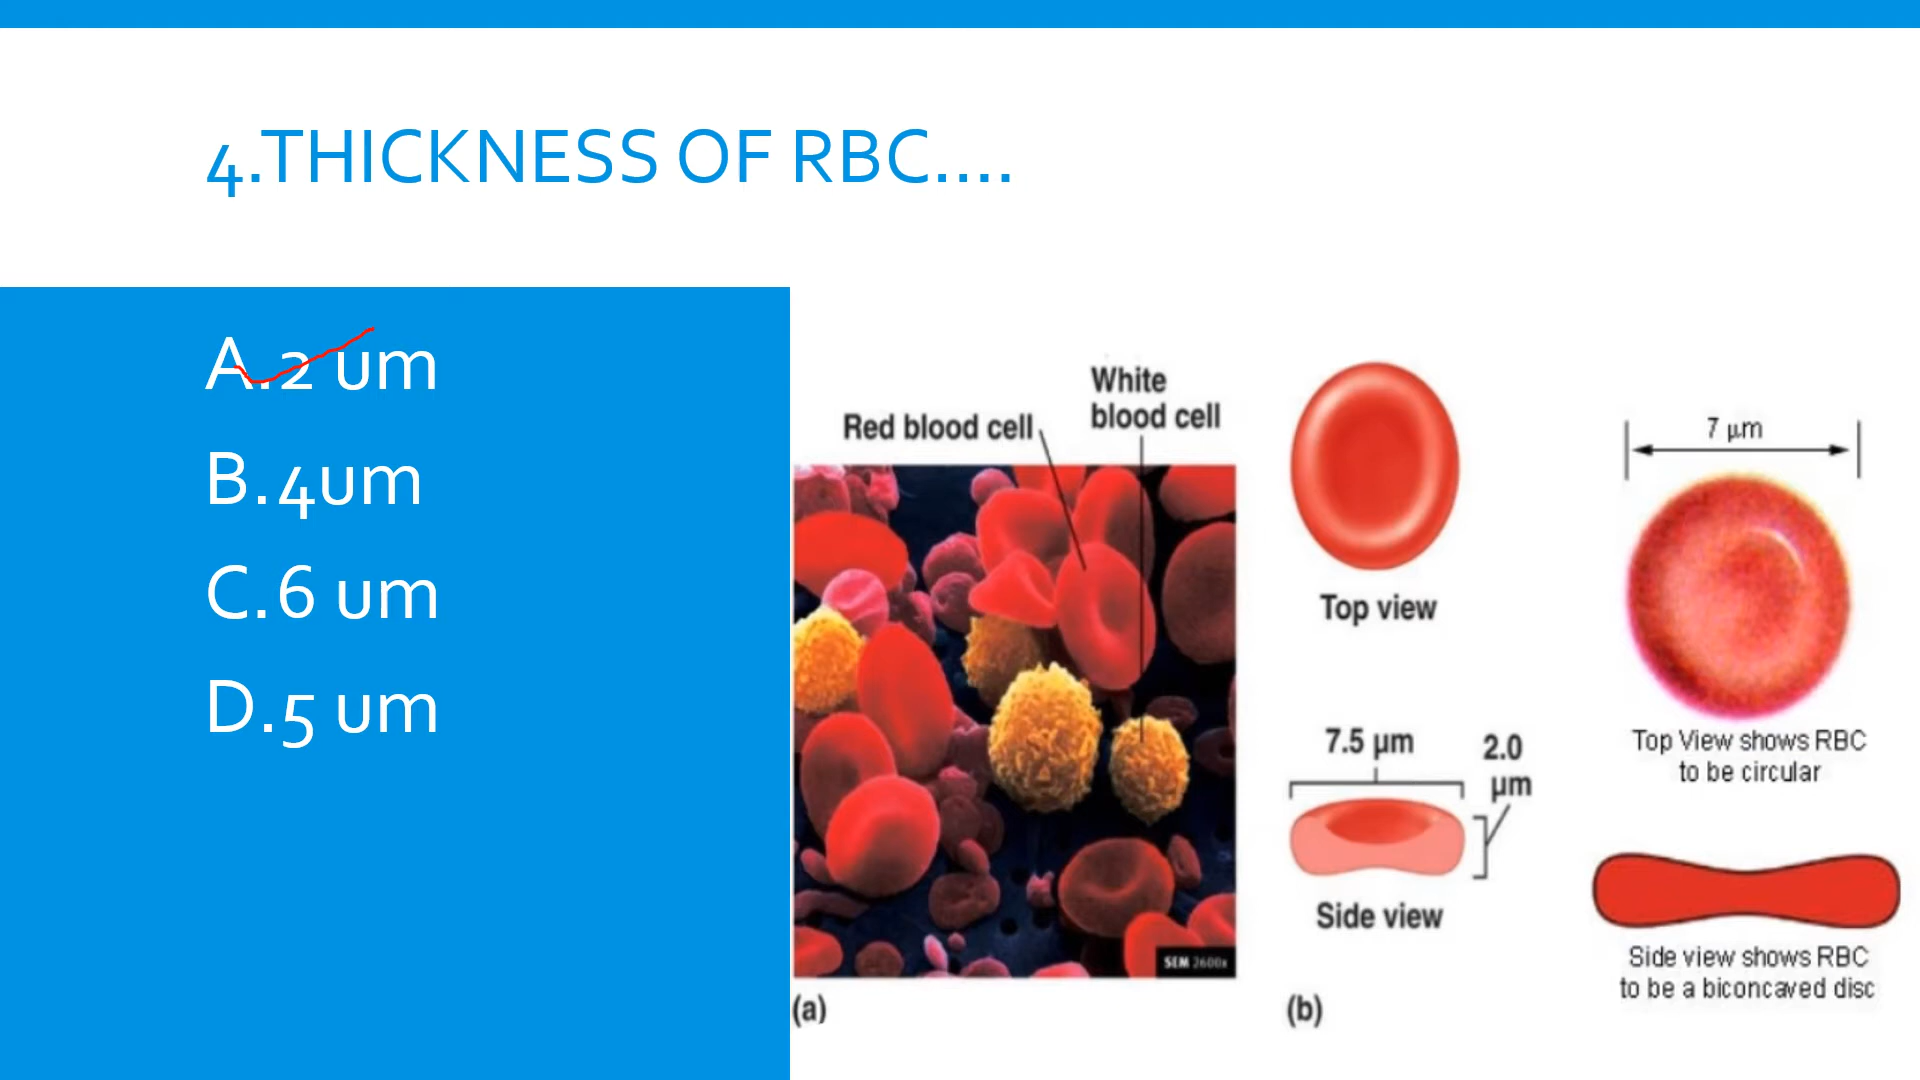 4.THICKNESS OF RBC....
A.2 um
B.4um
C.6 um
D.5 um
Red blood cell
White
blood cell
SEM 2600x
(a)
Top view
7.5 µm
2.0
µm
Side view
(b)
7 µm
Top View shows RBC
to be circular
Side view shows RBC
to be a biconcaved disc